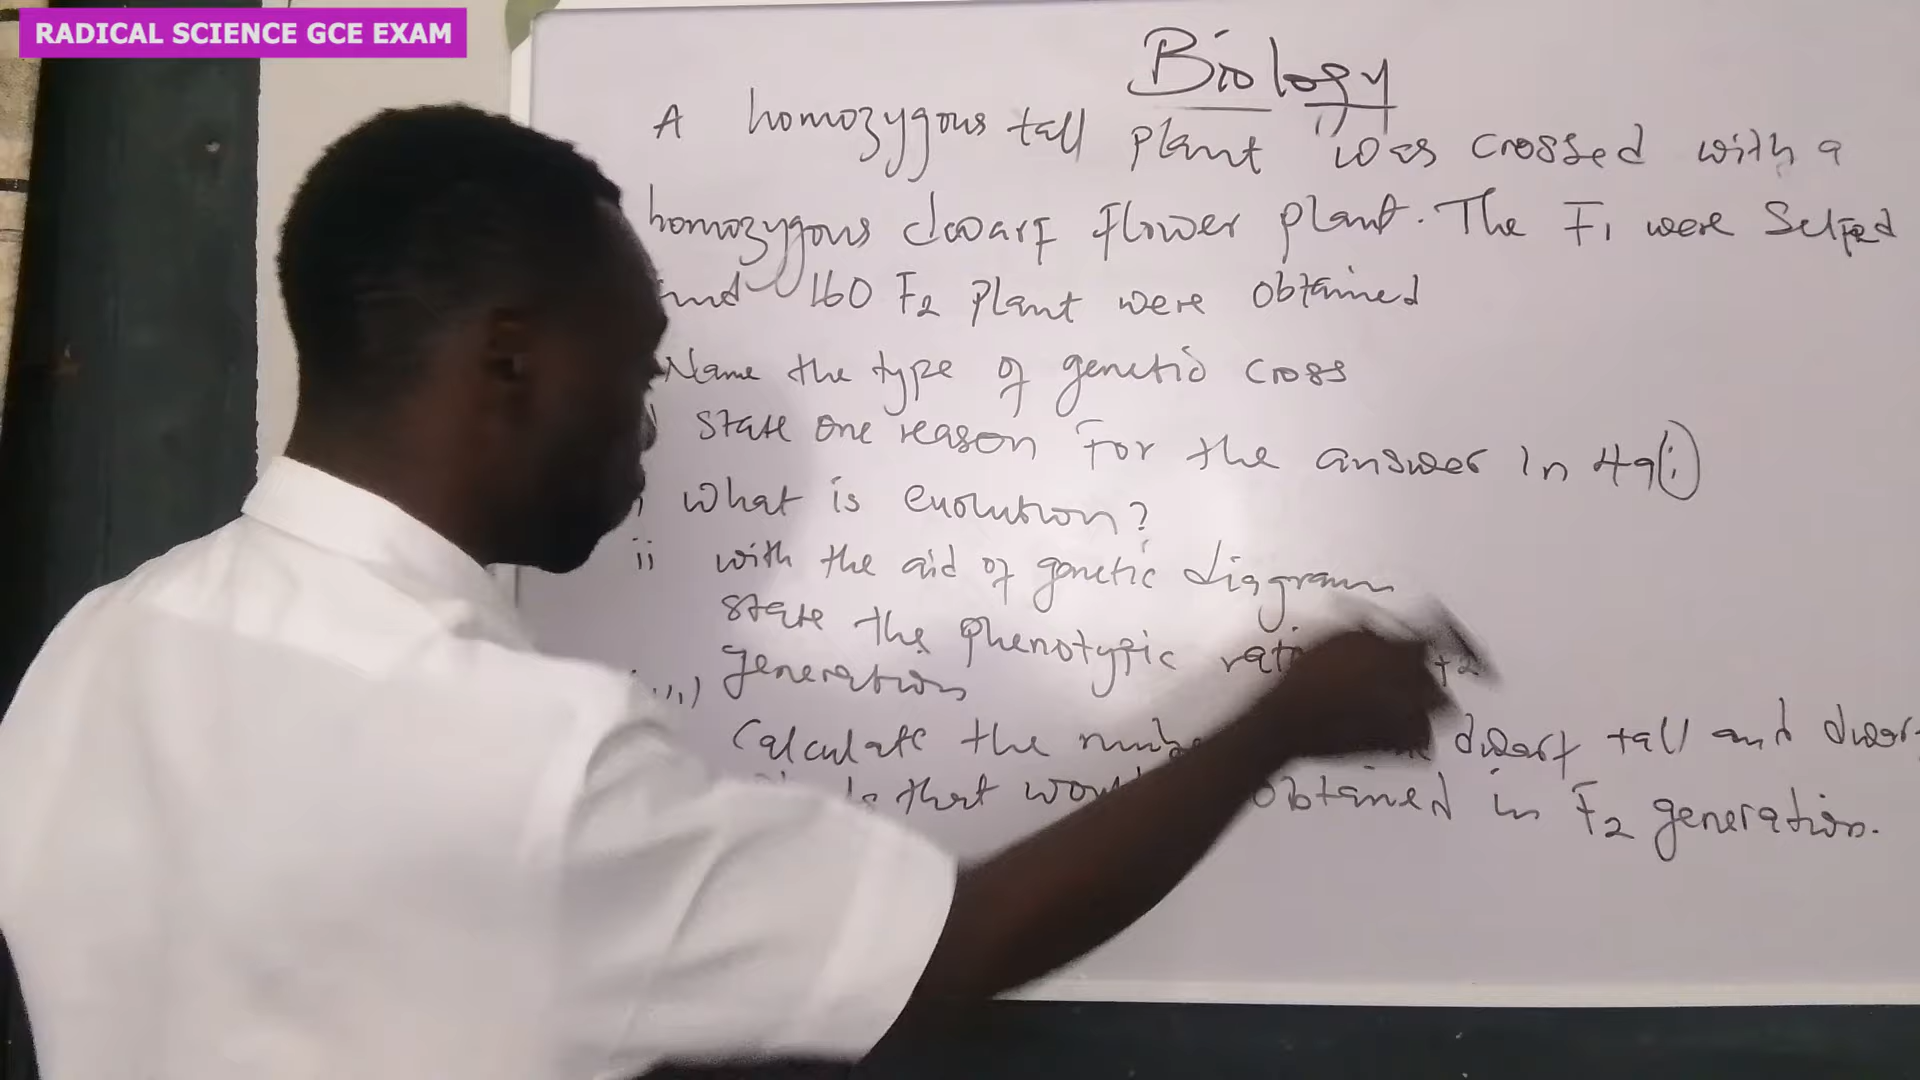 RADICAL SCIENCE GCE EXAM
Biology
A homozygous tall plant was crossed with a
homozygous dwarf flower plant. The F1 were Selfed
160 F2 plant were obtained
Name the type of genetic cross
State one reason for the answer in 4a(i)
What is evolution?
ii with the aid of genetic diagram
state the phenotypic
generation
Calculate the dwarf tall and
that obtained in F2 generation.